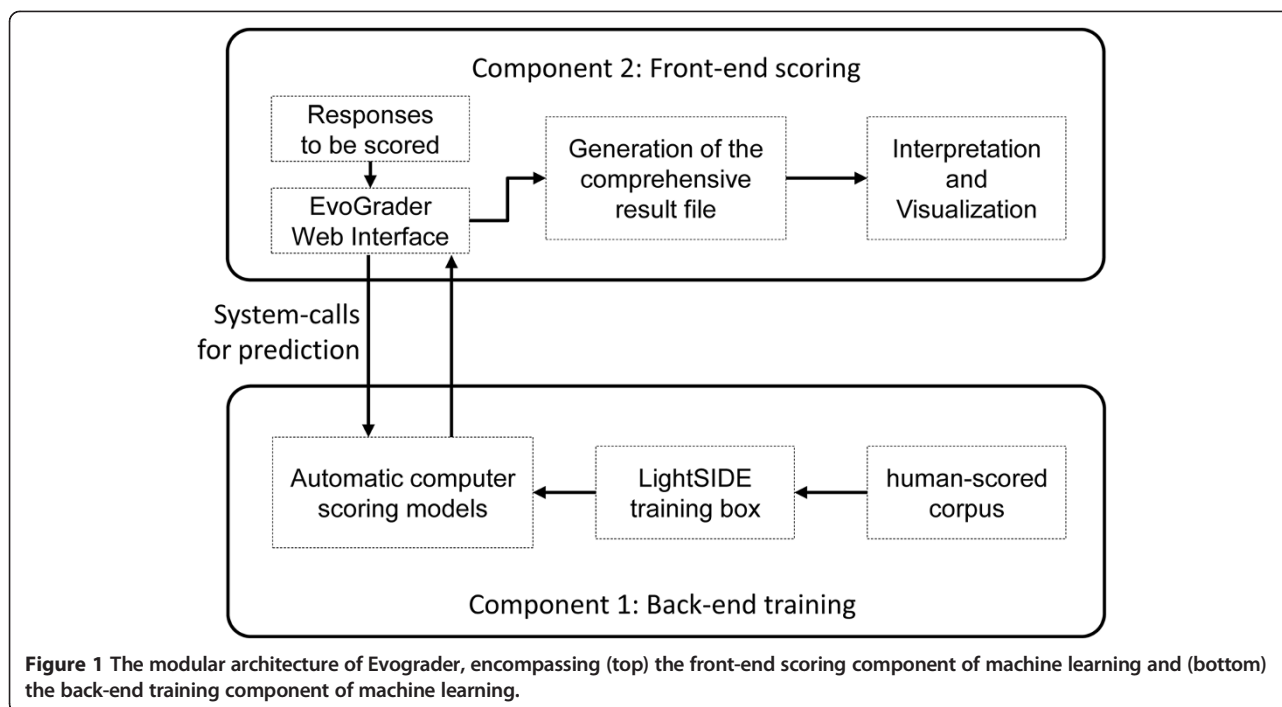 Component 2: Front-end scoring
Responses
to be scored
EvoGrader
Web Interface
Generation of the
comprehensive
result file
Interpretation
and
Visualization
System-calls
for prediction
Automatic computer
scoring models
LightSIDE
training box
human-scored
corpus
Component 1: Back-end training
Figure 1 The modular architecture of Evograder, encompassing (top) the front-end scoring component of machine learning and (bottom)
the back-end training component of machine learning.